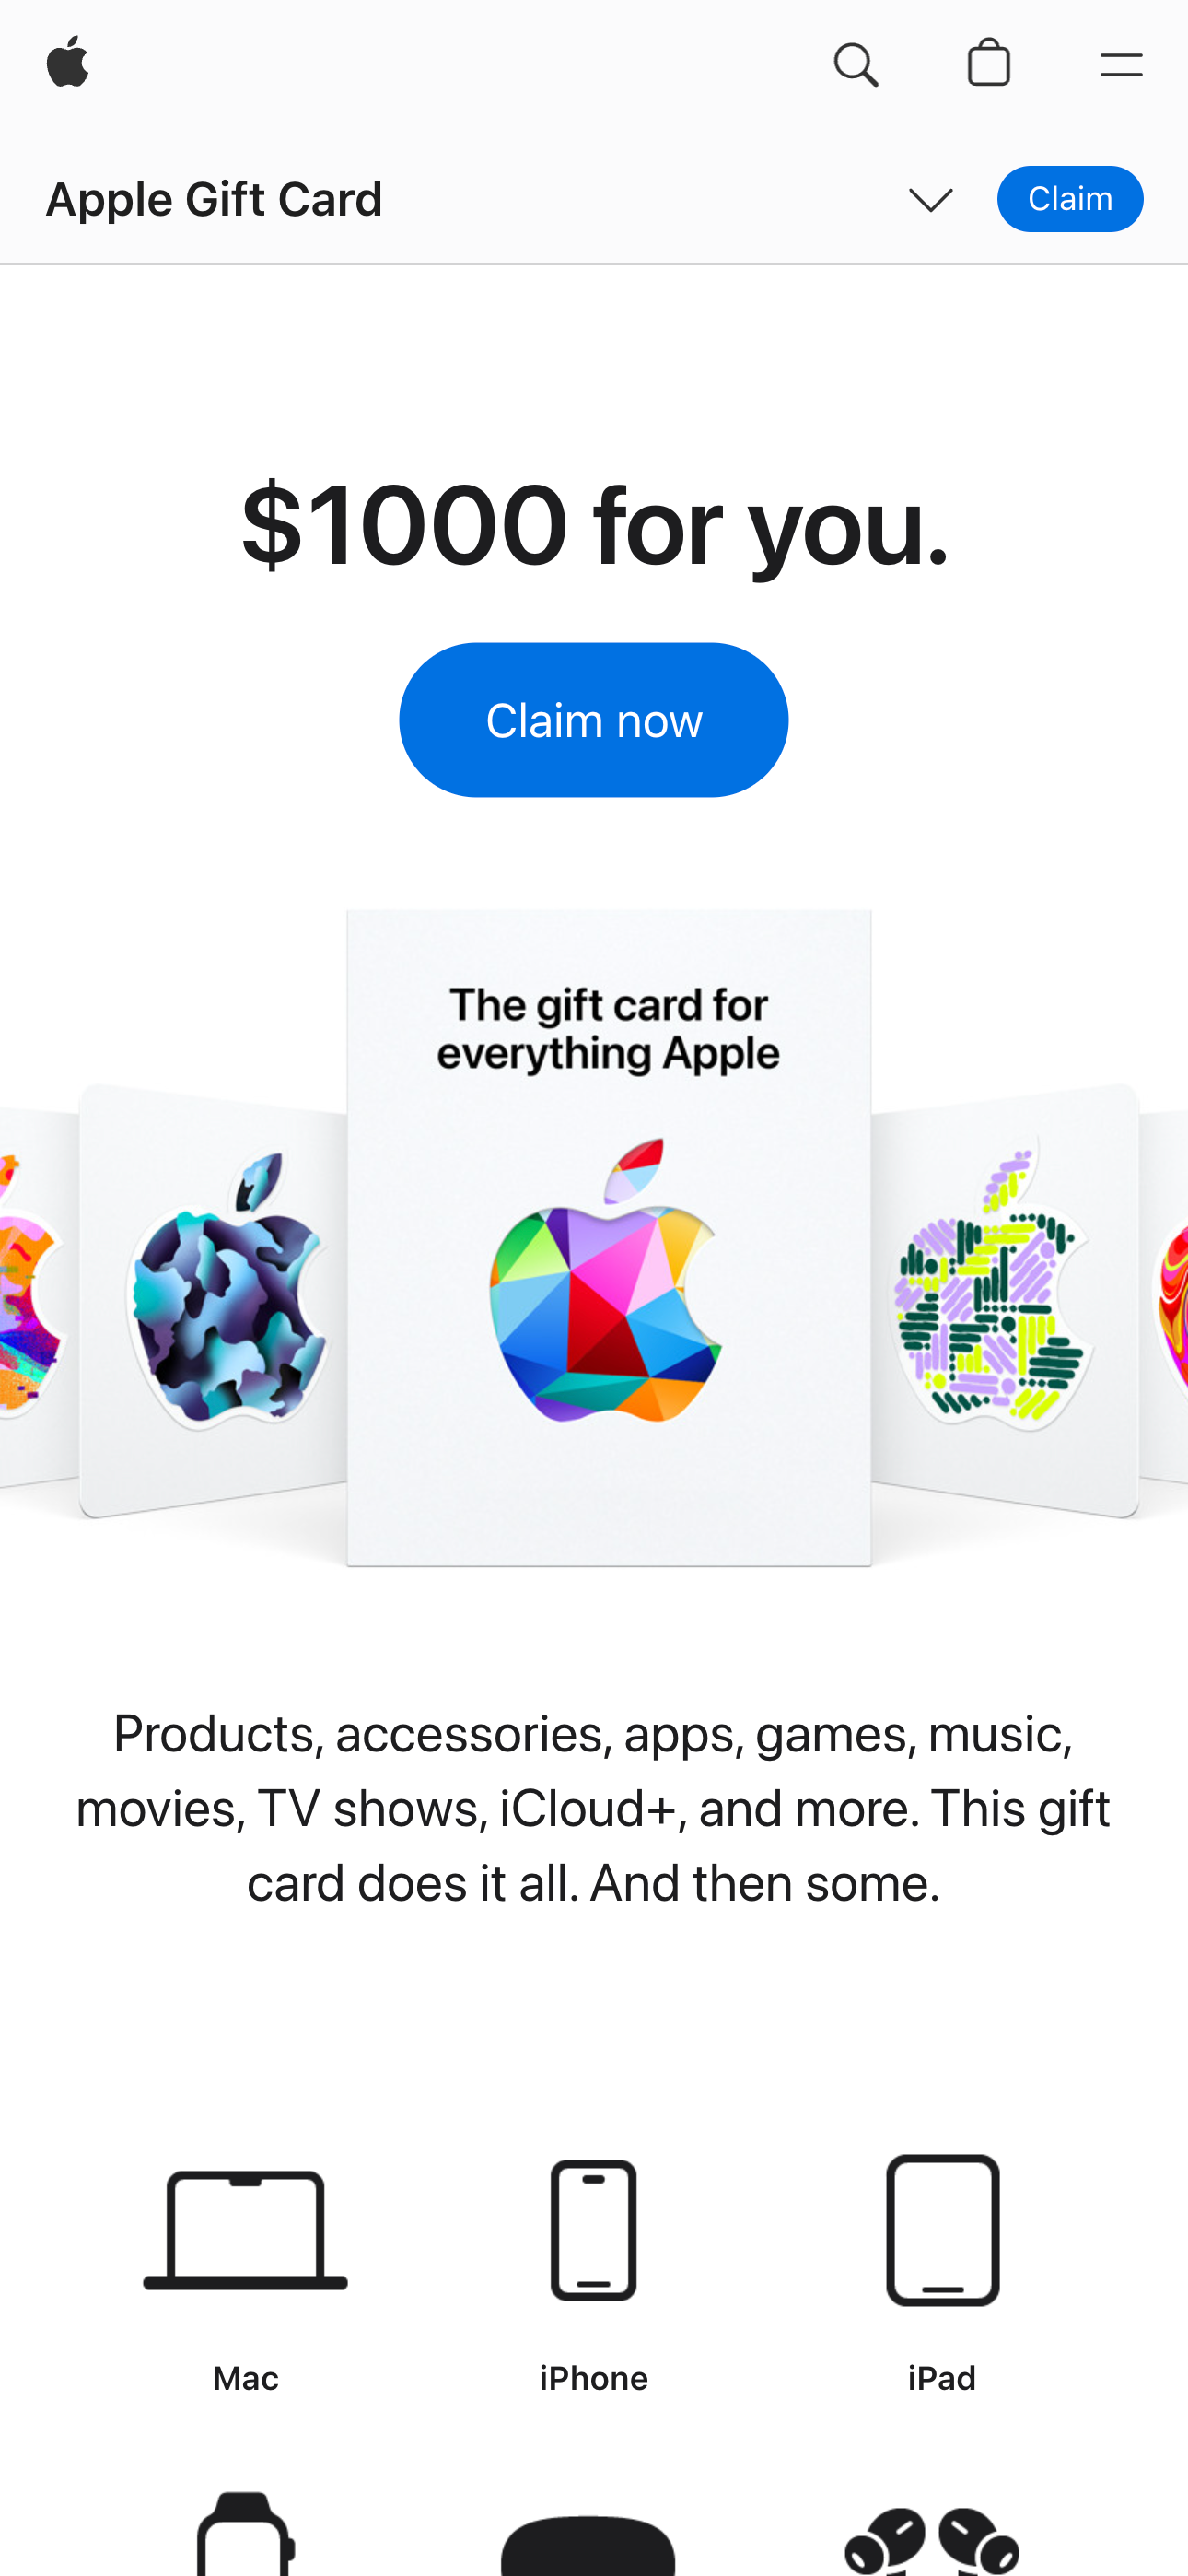 Apple Gift Card
Claim
$1000 for you.
Claim now
The gift card for
everything Apple
Products, accessories, apps, games, music,
movies, TV shows, iCloud+, and more. This gift
card does it all. And then some.
Mac
iPhone
iPad